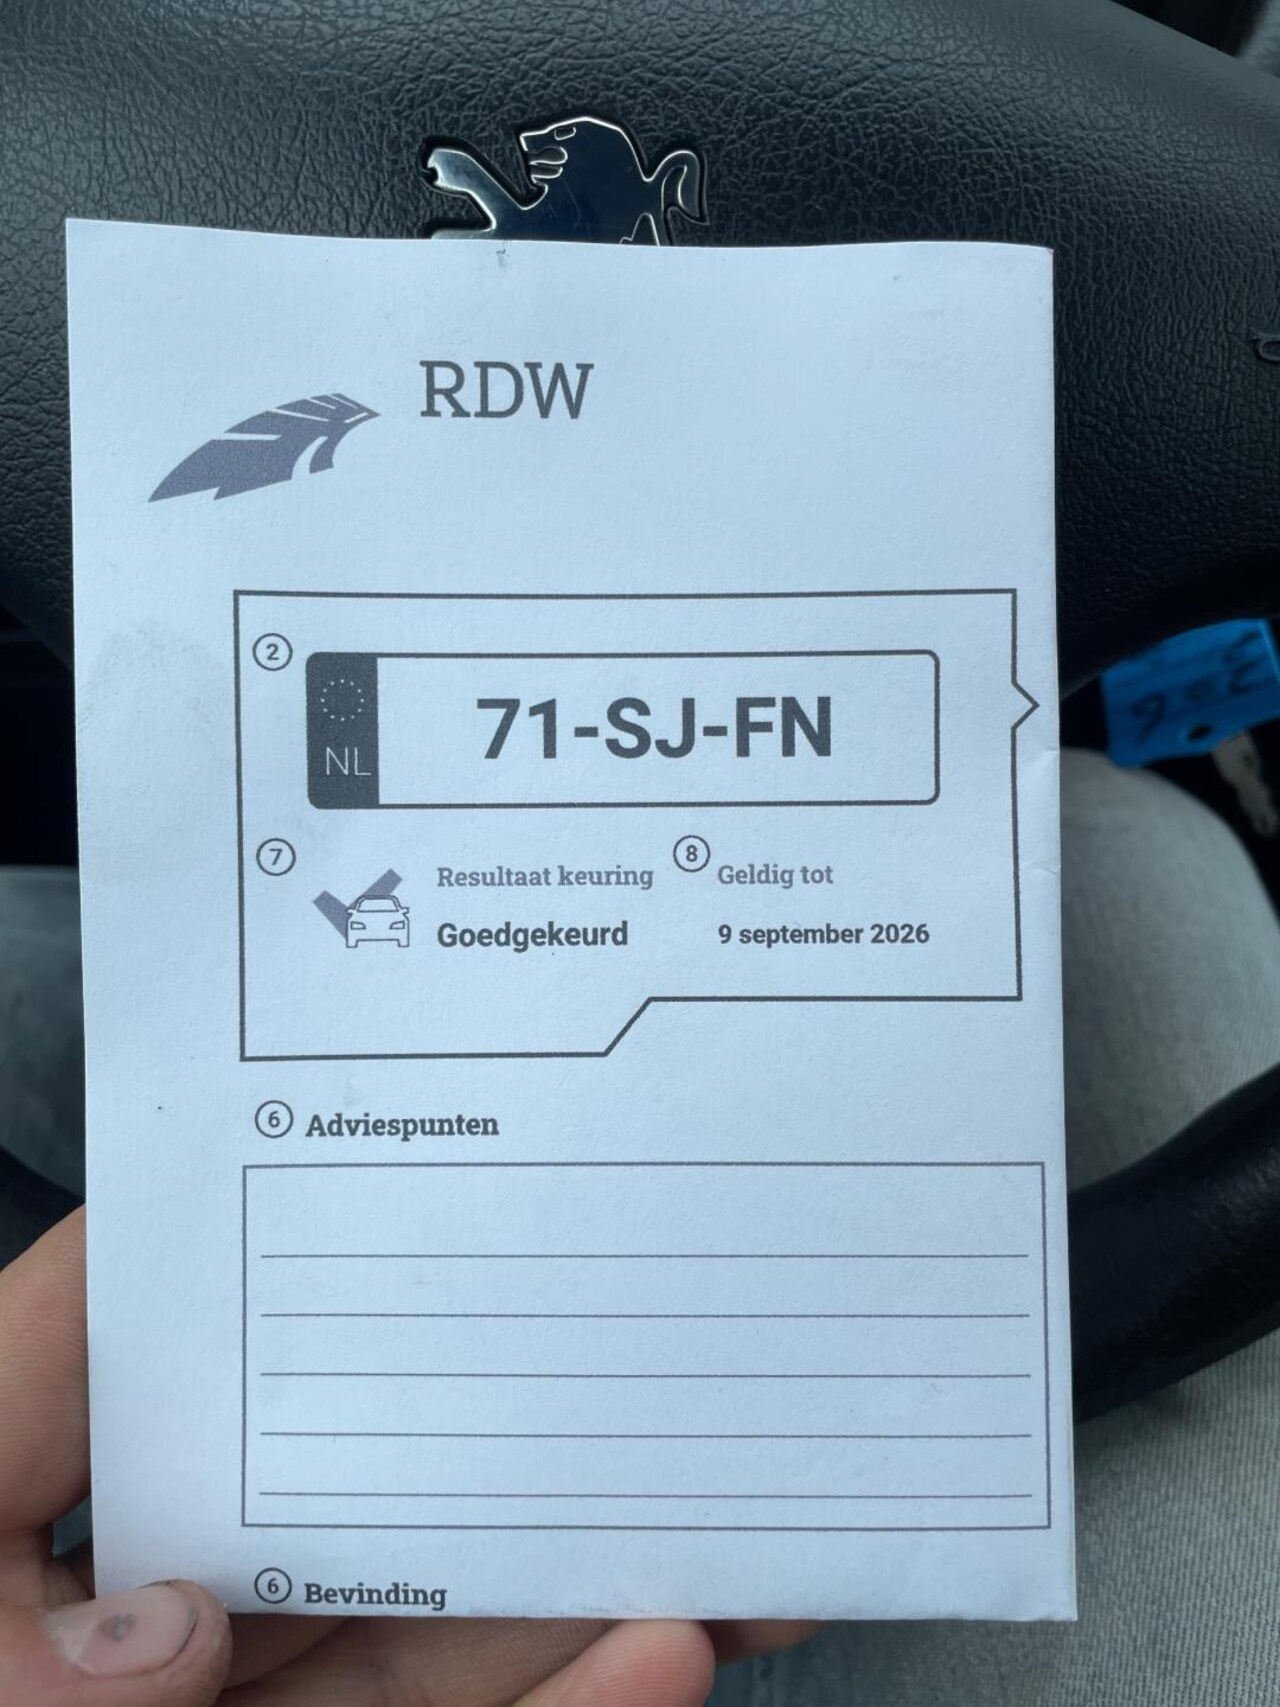 RDW
2
NL
71-SJ-FN
7
Resultaat keuring
8
Geldig tot
Goedgekeurd
9 september 2026
6 Adviespunten
6 Bevinding